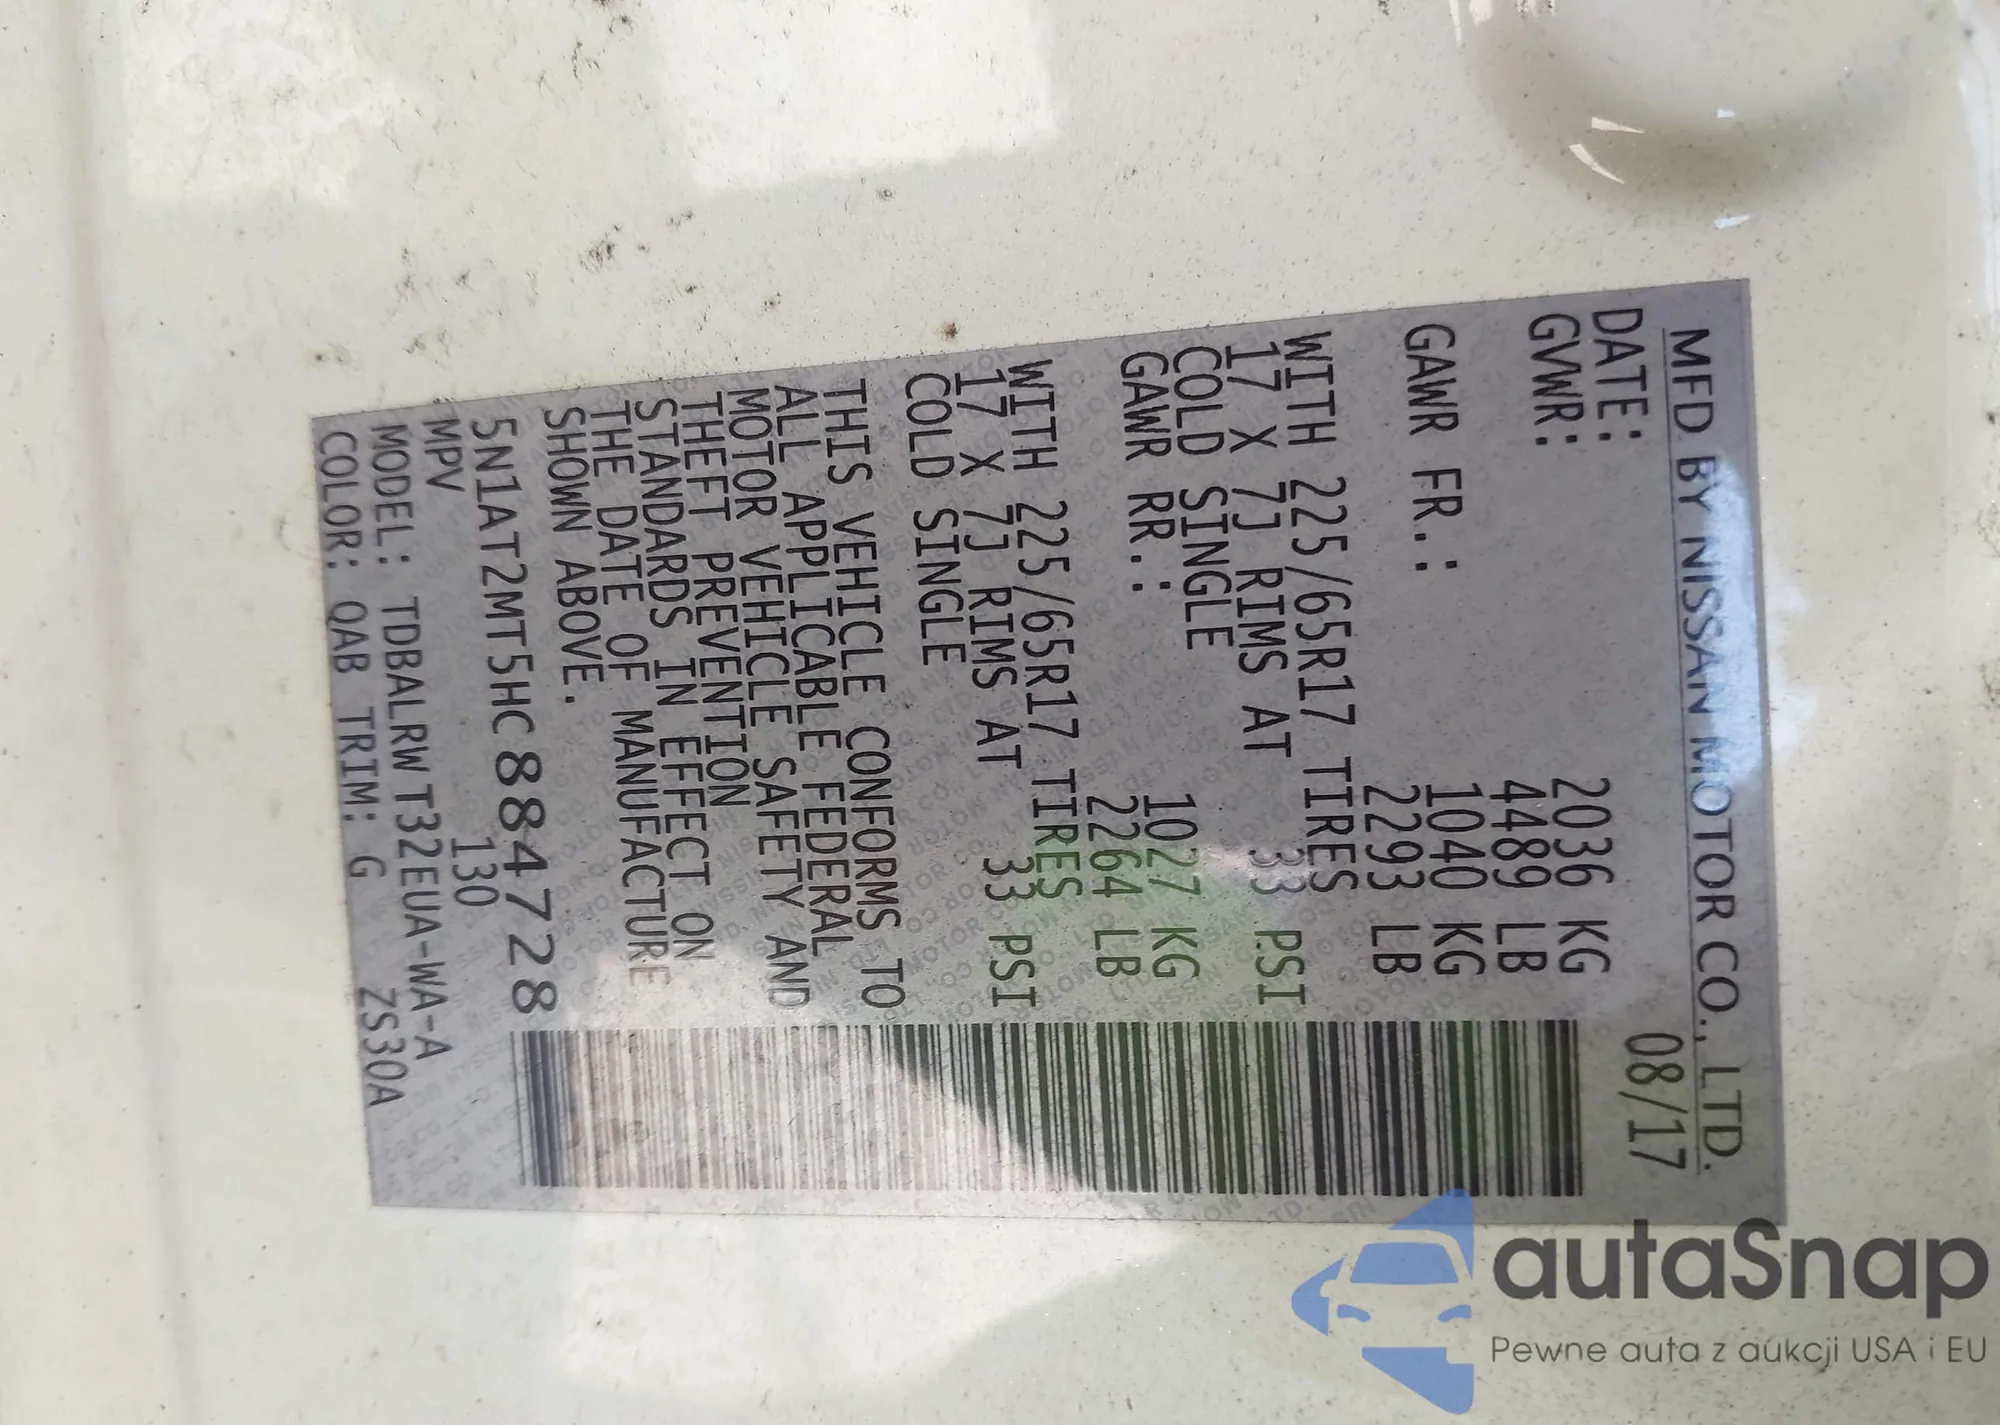 MFD. BY NISSAN MOTOR CO., LTD.
DATE: 08/17
GVWR: 2036 KG
4489 LB
GAWR FR.: 1040 KG
2293 LB
WITH 225/65R17 TIRES
17 X 7J RIMS AT 33 PSI
COLD SINGLE
GAWR RR.: 1027 KG
2264 LB
WITH 225/65R17 TIRES
17 X 7J RIMS AT 33 PSI
COLD SINGLE
THIS VEHICLE CONFORMS TO
ALL APPLICABLE FEDERAL
MOTOR VEHICLE SAFETY AND
THEFT PREVENTION
STANDARDS IN EFFECT ON
THE DATE OF MANUFACTURE
SHOWN ABOVE.
5N1AT2MT5HC884728
MPV 130
MODEL: TDBALRWT32EUA-WA-A
COLOR: QAB TRIM: G ZS30A
autaSnap
Pewne auta z aukcji USA i EU